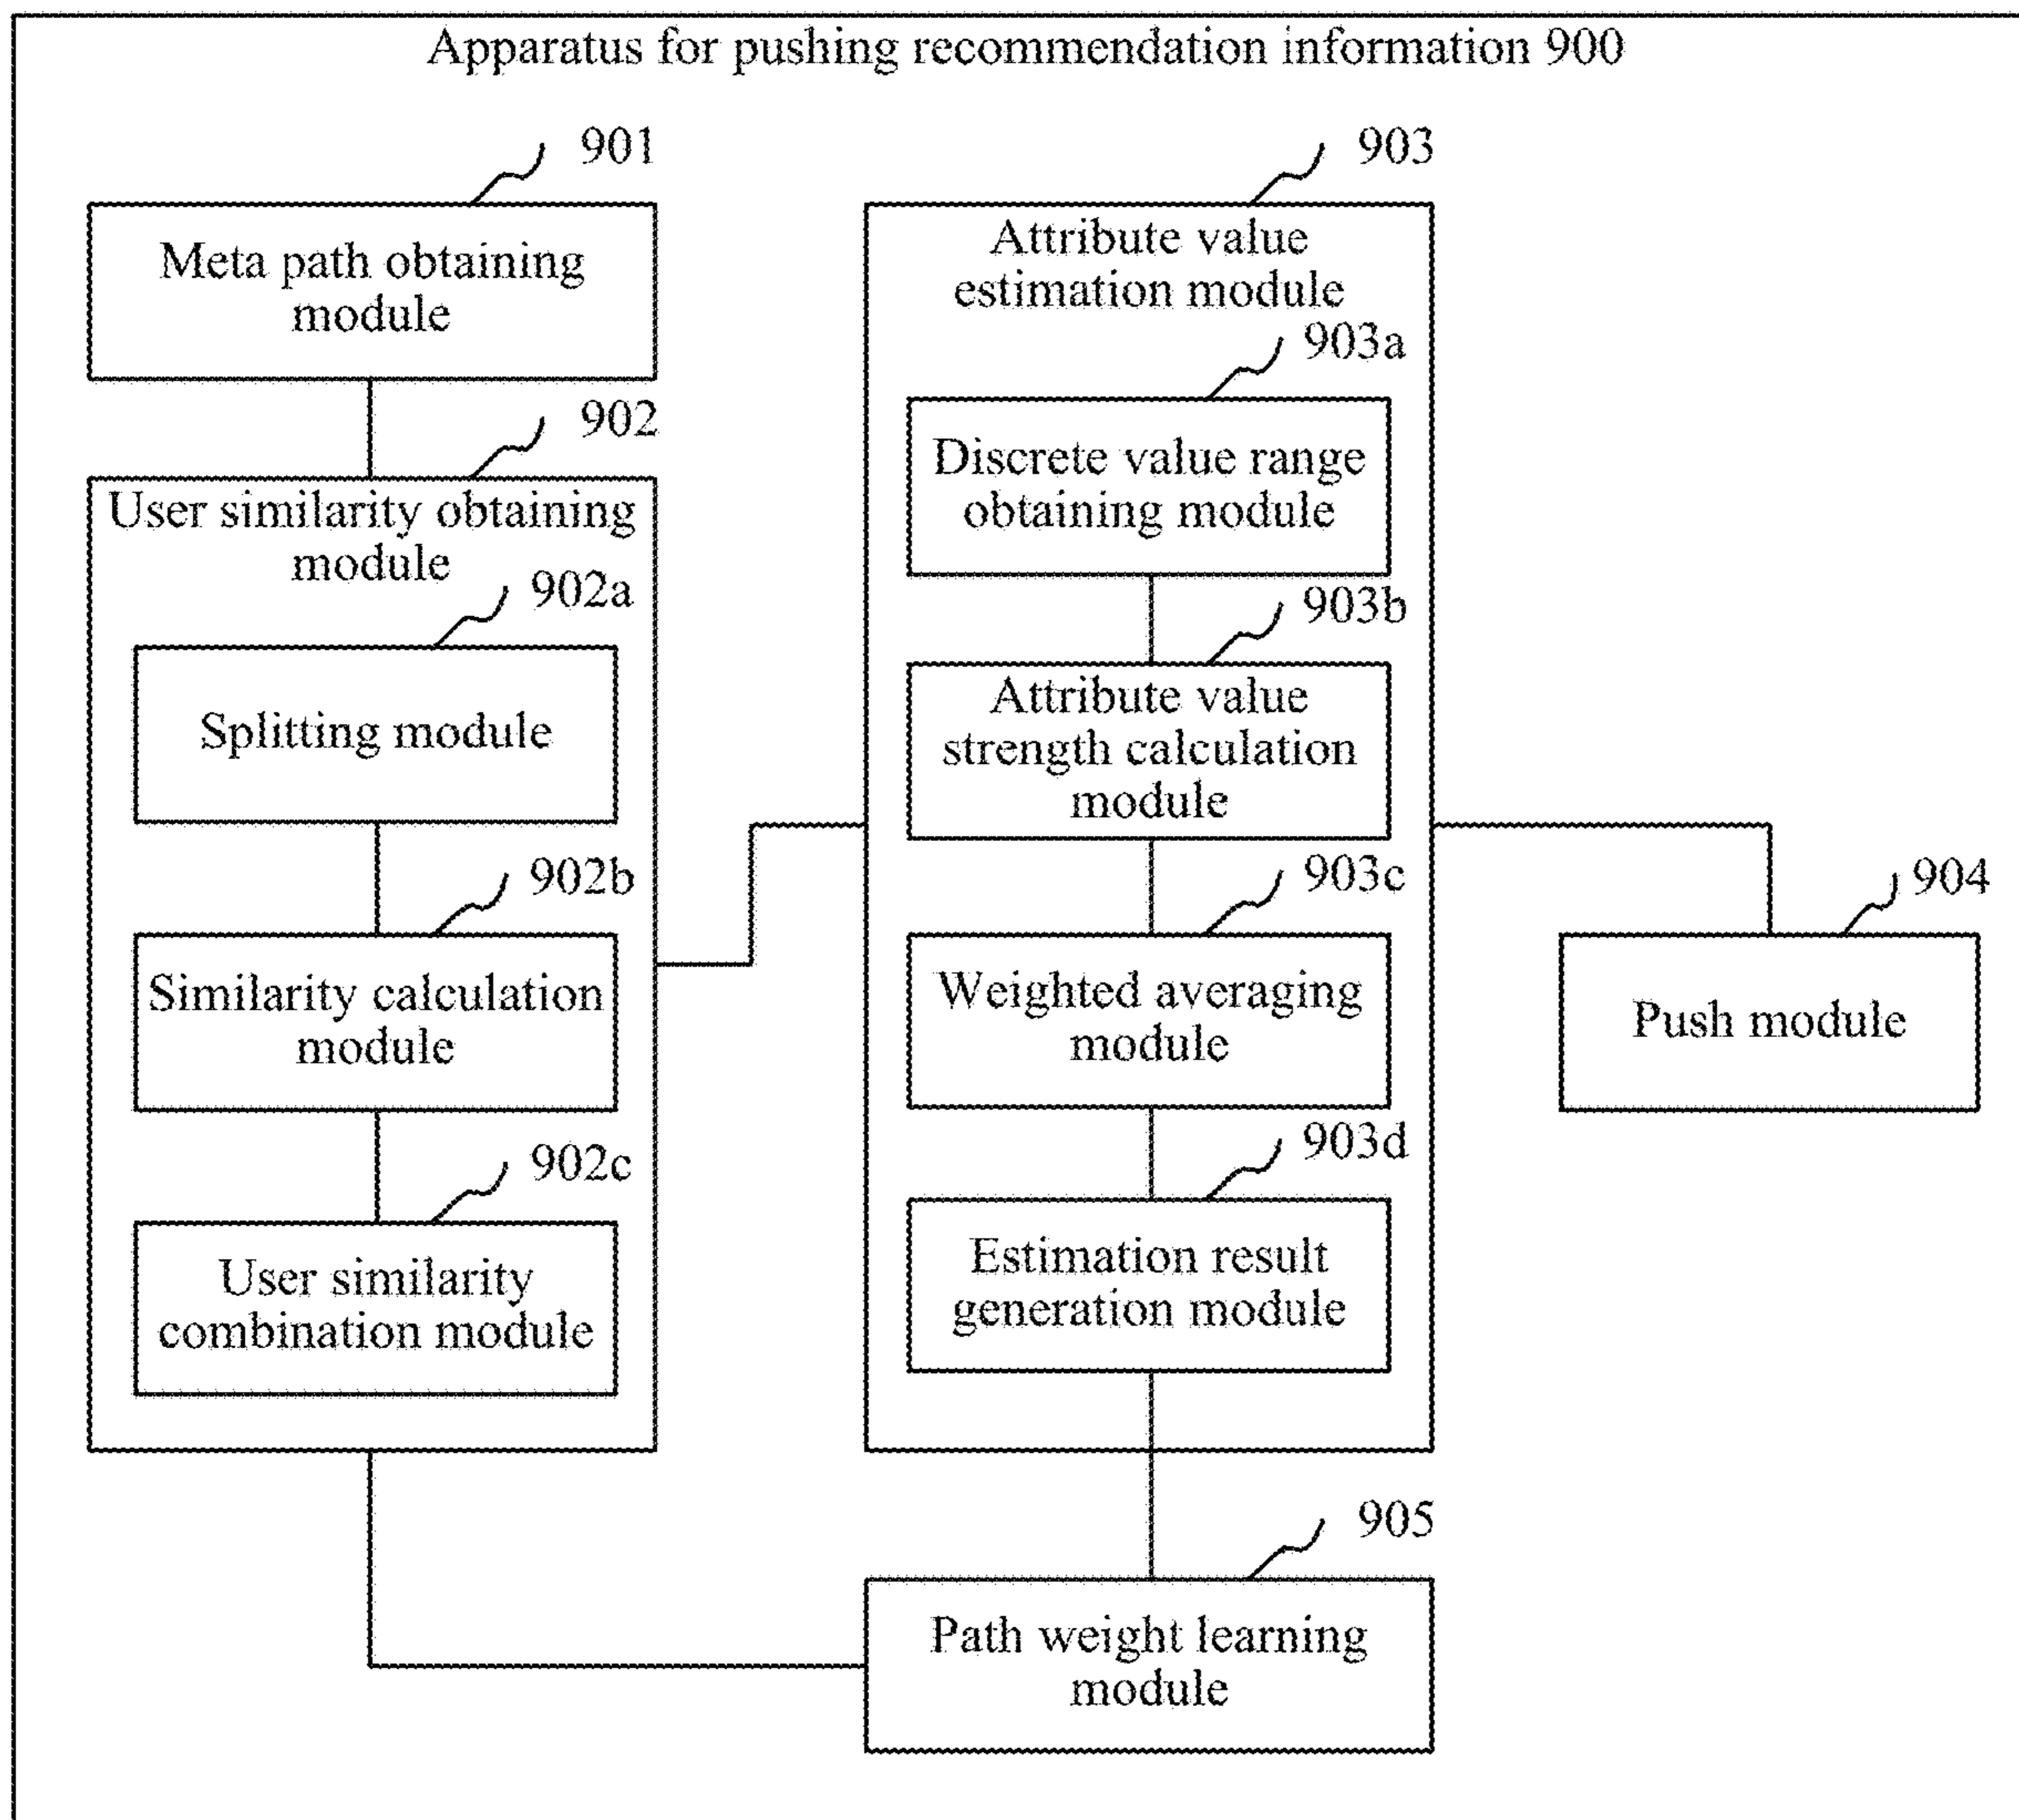 Apparatus for pushing recommendation information 900
901
Meta path obtaining
module
902
User similarity obtaining
module
902a
Splitting module
902b
Similarity calculation
module
902c
User similarity
combination module
903
Attribute value
estimation module
903a
Discrete value range
obtaining module
903b
Attribute value
strength calculation
module
903c
Weighted averaging
module
903d
Estimation result
generation module
904
Push module
905
Path weight learning
module